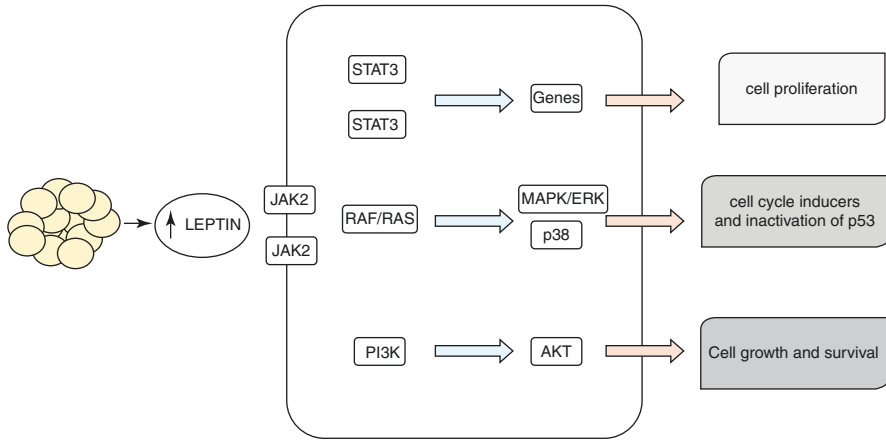 STAT3
STAT3
Genes
cell proliferation
LEPTIN
JAK2
JAK2
RAF/RAS
MAPK/ERK
p38
cell cycle inducers
and inactivation of p53
PI3K
AKT
Cell growth and survival